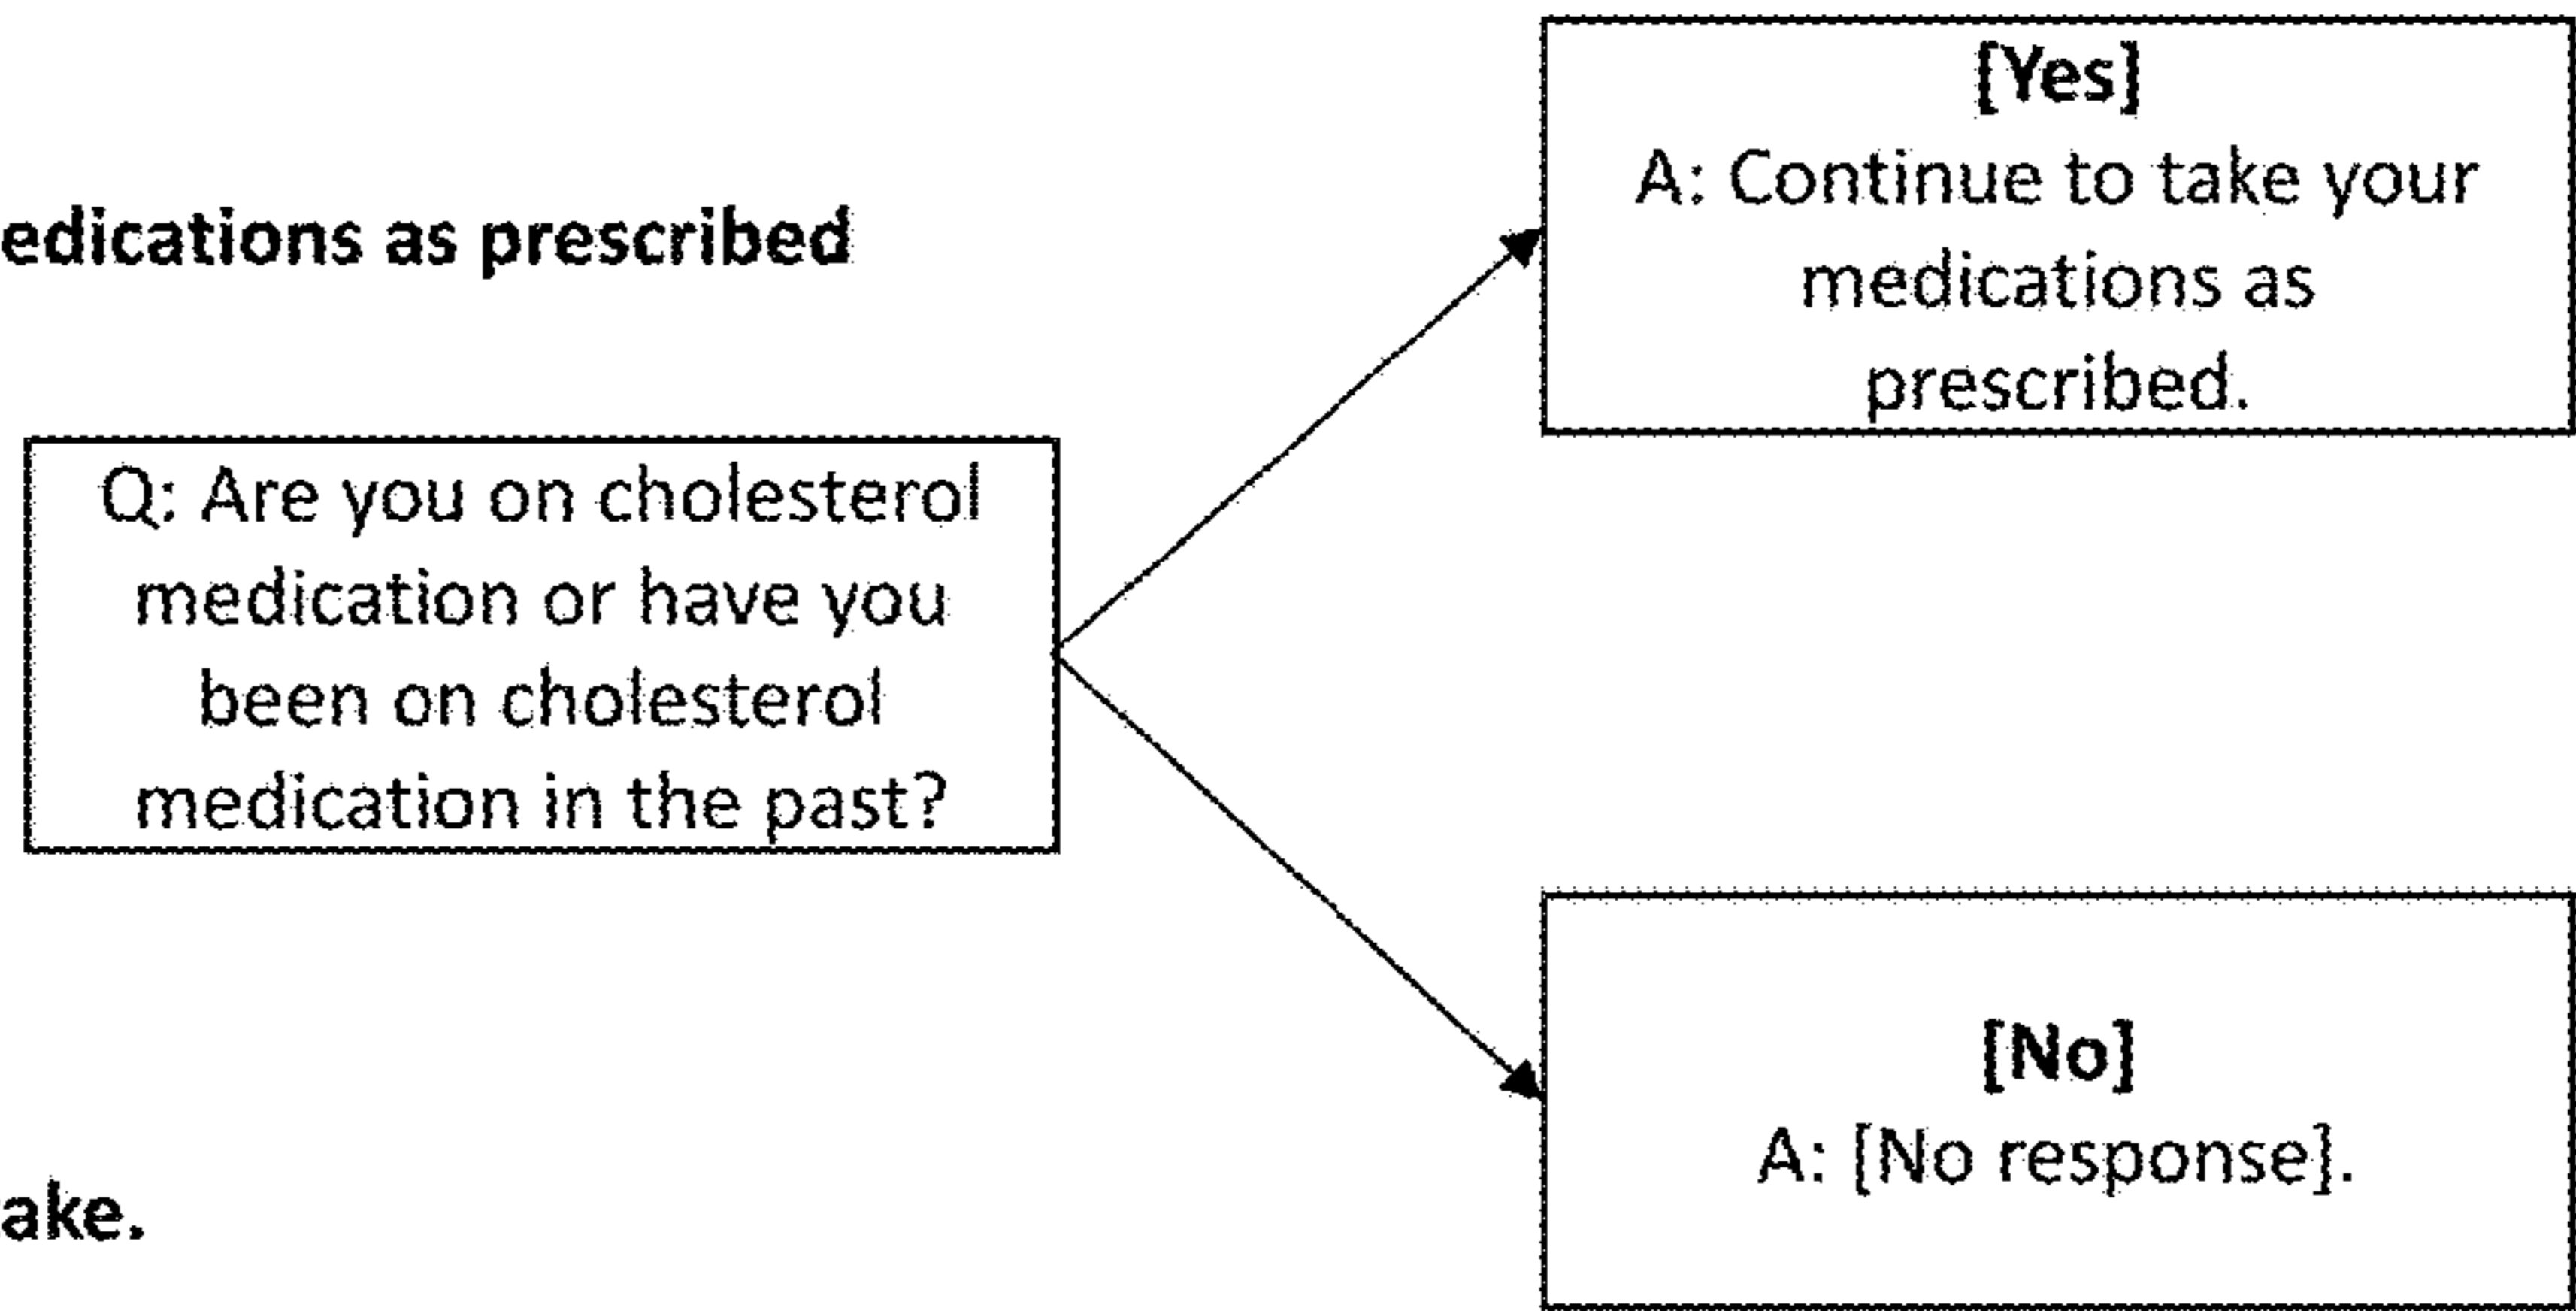 edications as prescribed
Q: Are you on cholesterol
medication or have you
been on cholesterol
medication in the past?
[Yes]
A: Continue to take your
medications as
prescribed.
[No]
A: [No response].
ake.